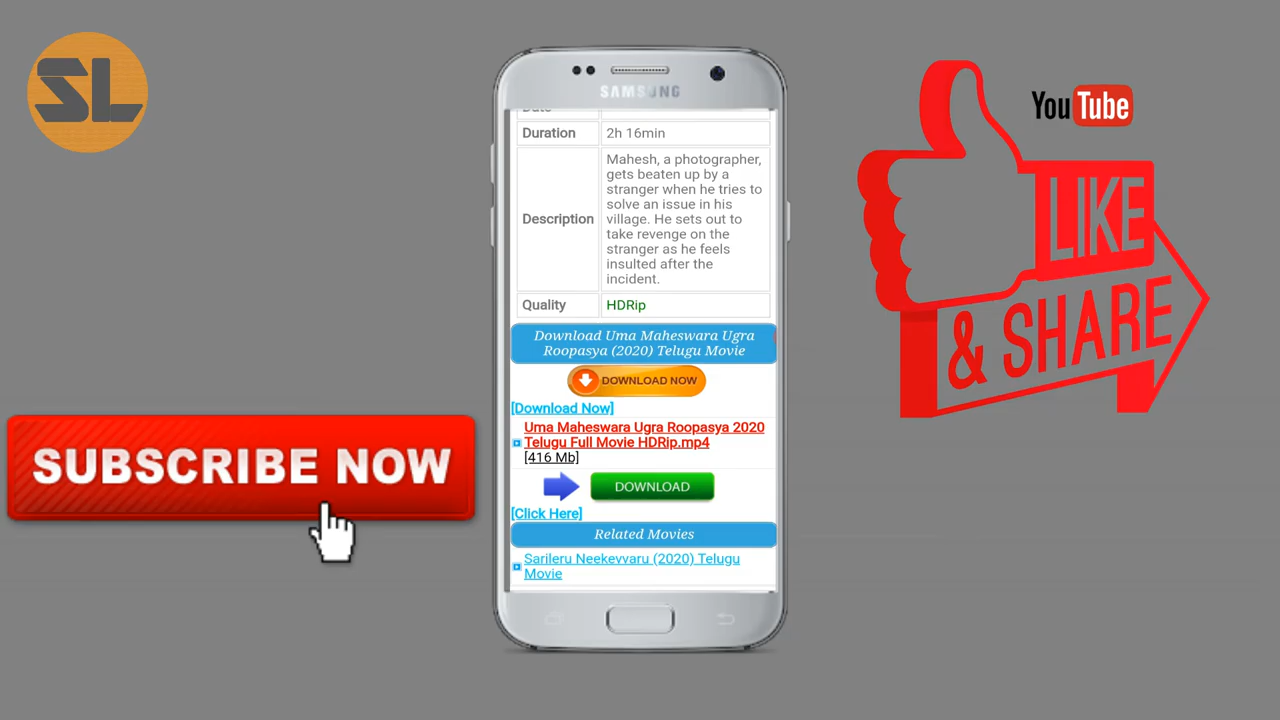 SL
SAMSUNG
YouTube
Duration
2h 16min
Description
Mahesh, a photographer,
gets beaten up by a
stranger when he tries to
solve an issue in his
village. He sets out to
take revenge on the
stranger as he feels
insulted after the
incident.
Quality
HDRip
LIKE
& SHARE
Download Uma Maheswara Ugra
Roopasya (2020) Telugu Movie
DOWNLOAD NOW
[Download Now]
Uma Maheswara Ugra Roopasya 2020
Telugu Full Movie HDRip.mp4
[416 Mb]
DOWNLOAD
[Click Here]
Related Movies
Sarileru Neekevvaru (2020) Telugu
Movie
SUBSCRIBE NOW